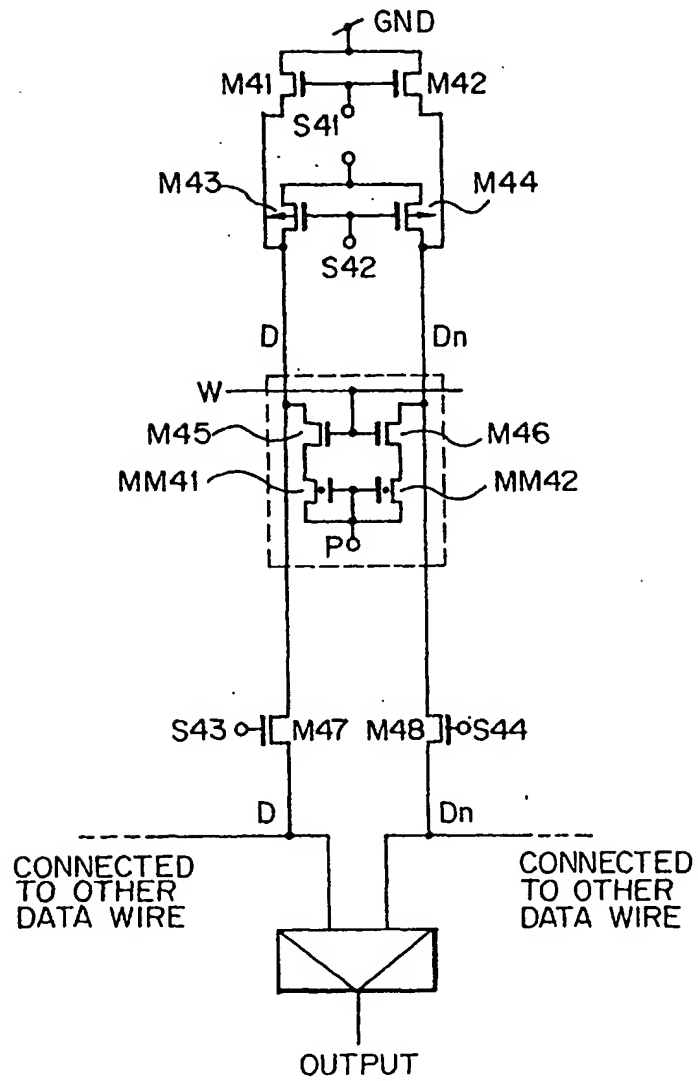 GND
M41 M42
S41
M43 M44
S42
D Dn
W
M45 M46
MM41 MM42
P
S43 M47 M48 S44
D Dn
CONNECTED
TO OTHER
DATA WIRE
CONNECTED
TO OTHER
DATA WIRE
OUTPUT